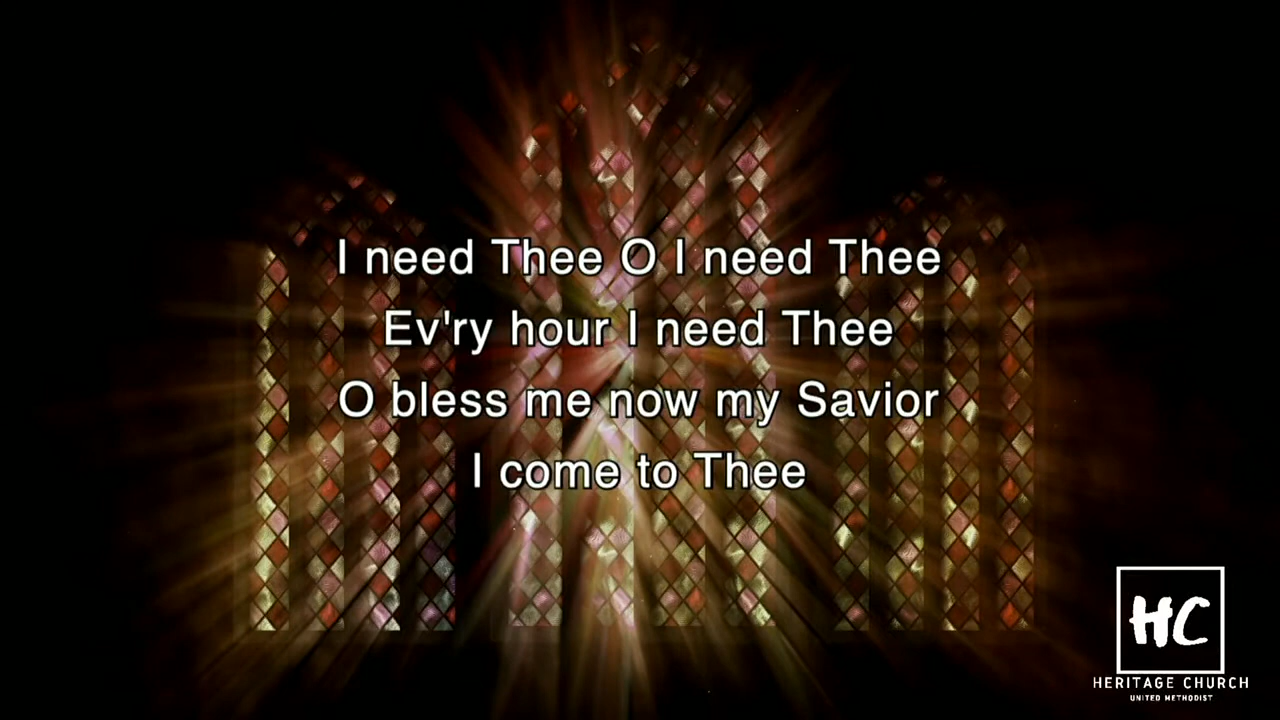 I need Thee O I need Thee
Ev'ry hour I need Thee
O bless me now my Savior
I come to Thee
HC
HERITAGE CHURCH
UNITED METHODIST